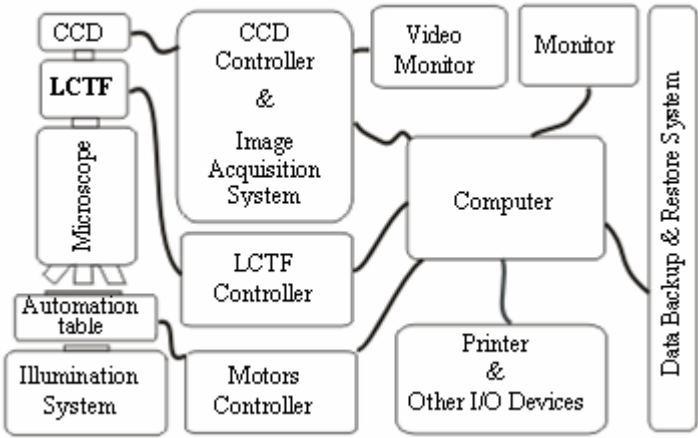 CCD
LCTF
Microscope
Automation
table
Illumination
System
CCD
Controller
&
Image
Acquisition
System
LCTF
Controller
Motors
Controller
Video
Monitor
Monitor
Computer
Printer
&
Other I/O Devices
Data Backup & Restore System